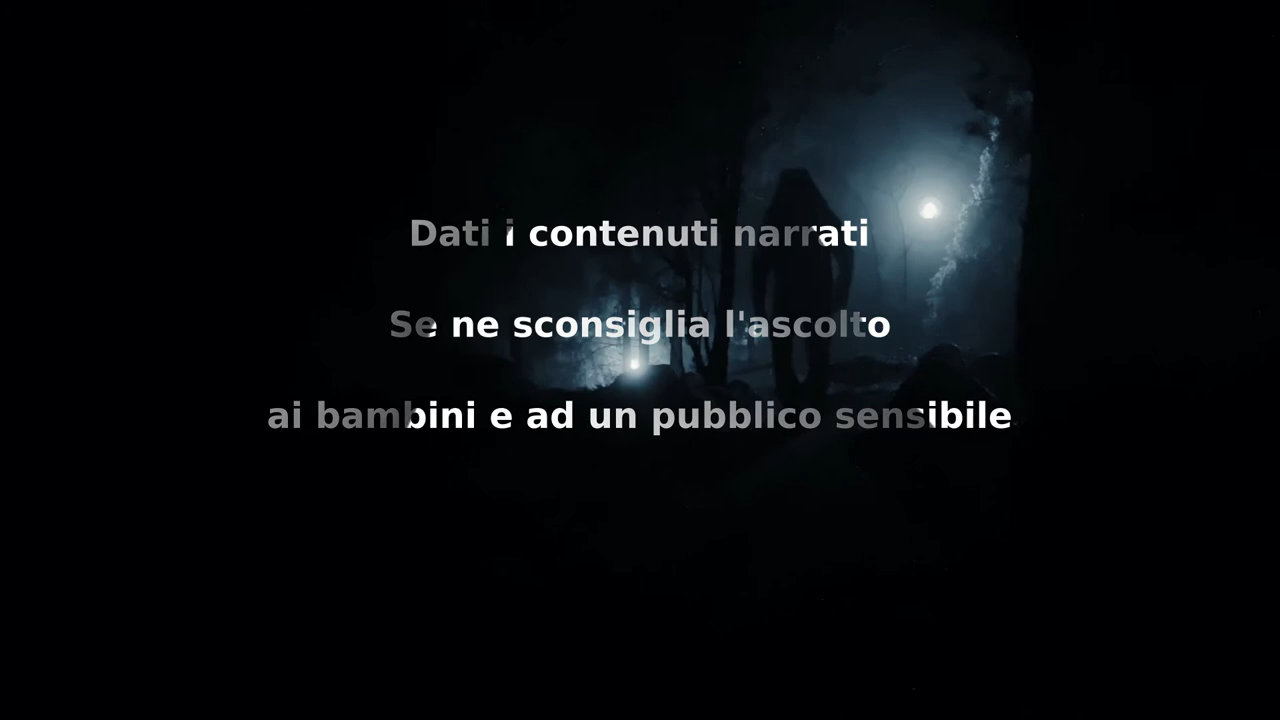 Dati i contenuti narrati
Se ne sconsiglia l'ascolto
ai bambini e ad un pubblico sensibile